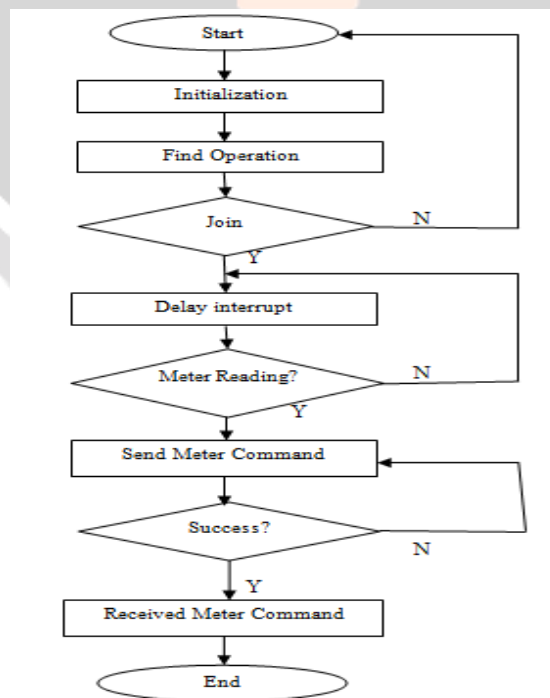 Start
Initialization
Find Operation
Join
N
Y
Delay interrupt
Meter Reading?
N
Y
Send Meter Command
Success?
N
Y
Received Meter Command
End